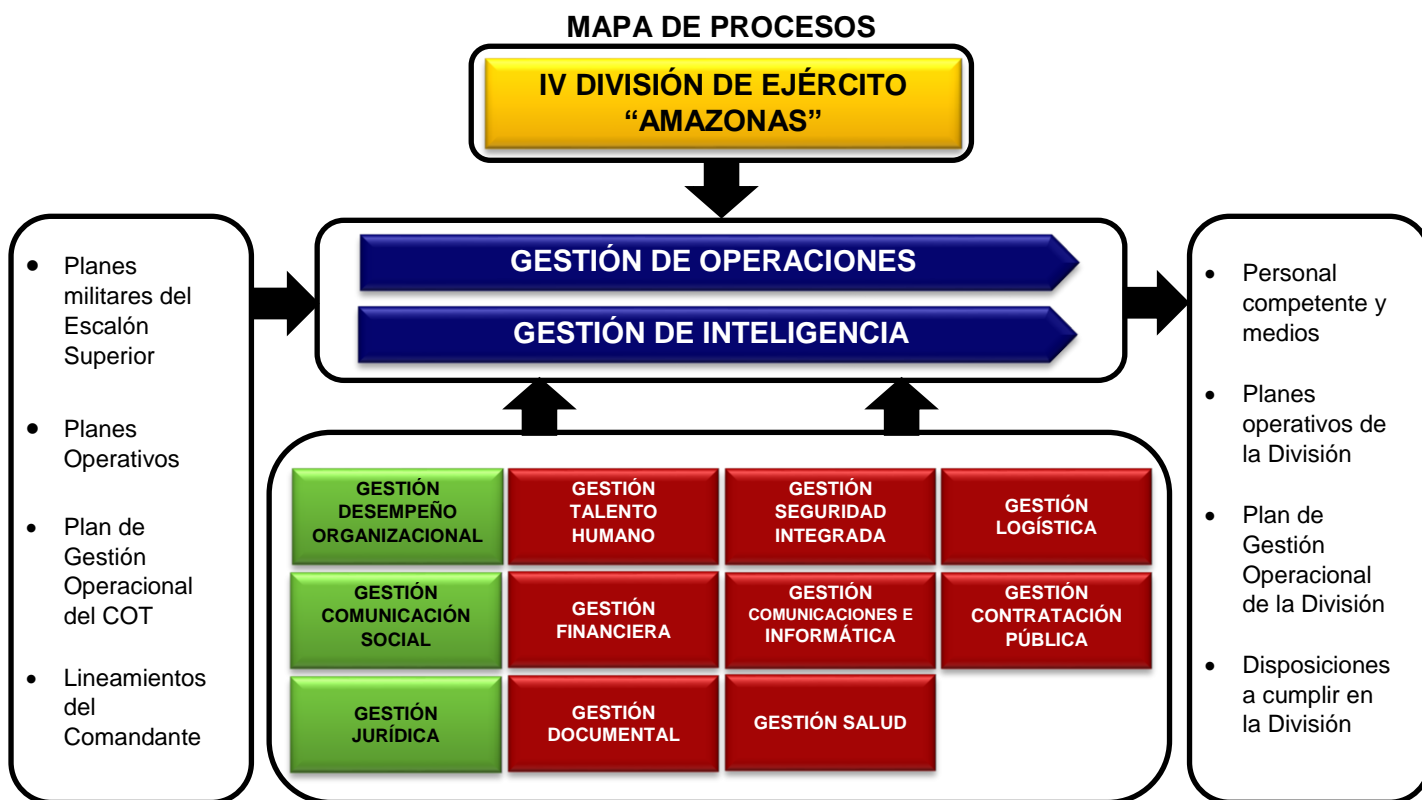 MAPA DE PROCESOS
IV DIVISIÓN DE EJÉRCITO
“AMAZONAS”
• Planes
militares del
Escalón
Superior
• Planes
Operativos
• Plan de
Gestión
Operacional
del COT
• Lineamientos
del
Comandante
GESTIÓN DE OPERACIONES
GESTIÓN DE INTELIGENCIA
GESTIÓN
DESEMPEÑO
ORGANIZACIONAL
GESTIÓN
TALENTO
HUMANO
GESTIÓN
SEGURIDAD
INTEGRADA
GESTIÓN
LOGÍSTICA
GESTIÓN
COMUNICACIÓN
SOCIAL
GESTIÓN
FINANCIERA
GESTIÓN
COMUNICACIONES E
INFORMÁTICA
GESTIÓN
CONTRATACIÓN
PÚBLICA
GESTIÓN
JURÍDICA
GESTIÓN
DOCUMENTAL
GESTIÓN SALUD
• Personal
competente y
medios
• Planes
operativos de
la División
• Plan de
Gestión
Operacional
de la División
• Disposiciones
a cumplir en
la División